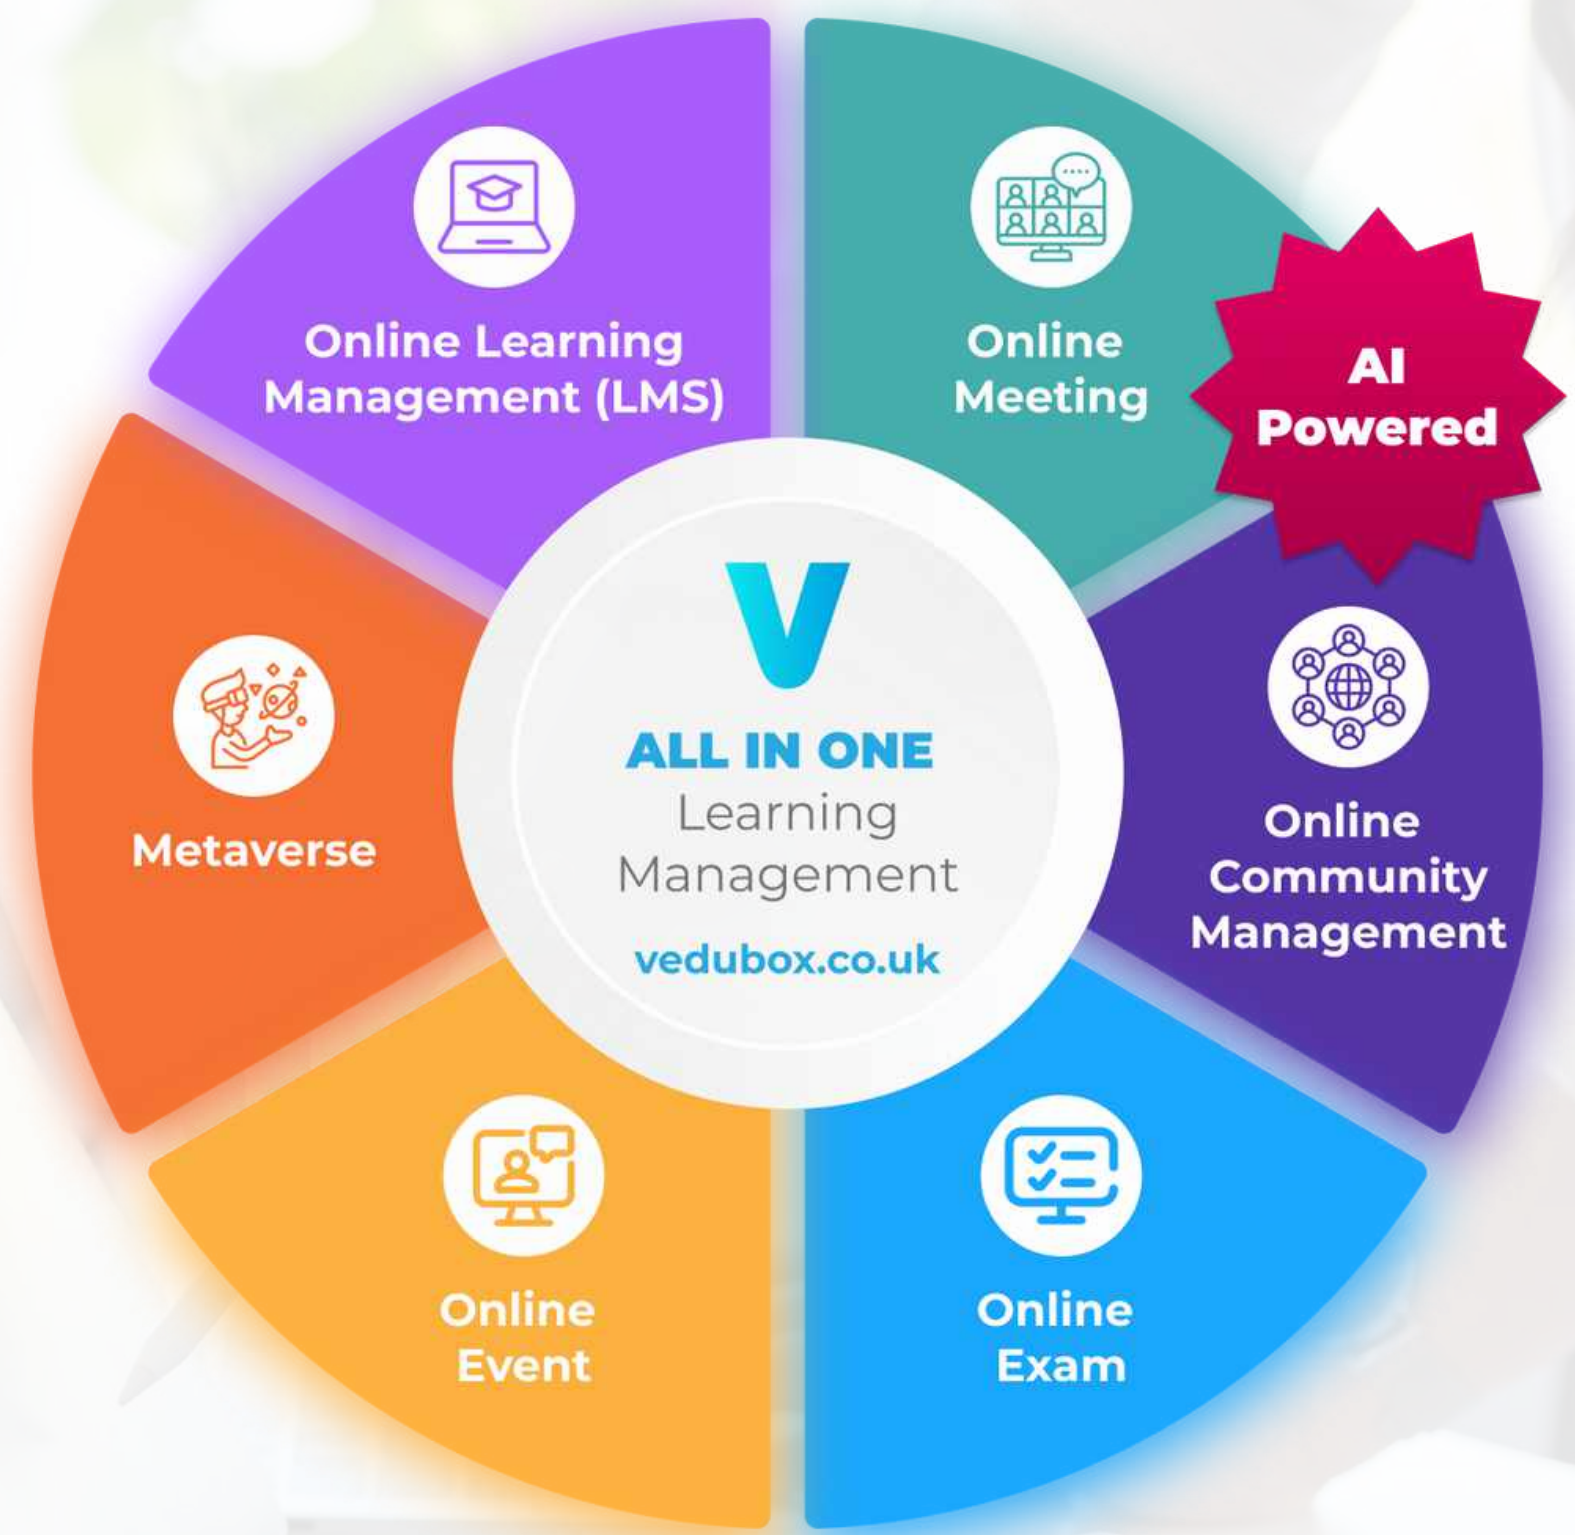 Online Learning
Management (LMS)
Online
Meeting
AI
Powered
Metaverse
V
ALL IN ONE
Learning
Management
vedubox.co.uk
Online
Community
Management
Online
Event
Online
Exam